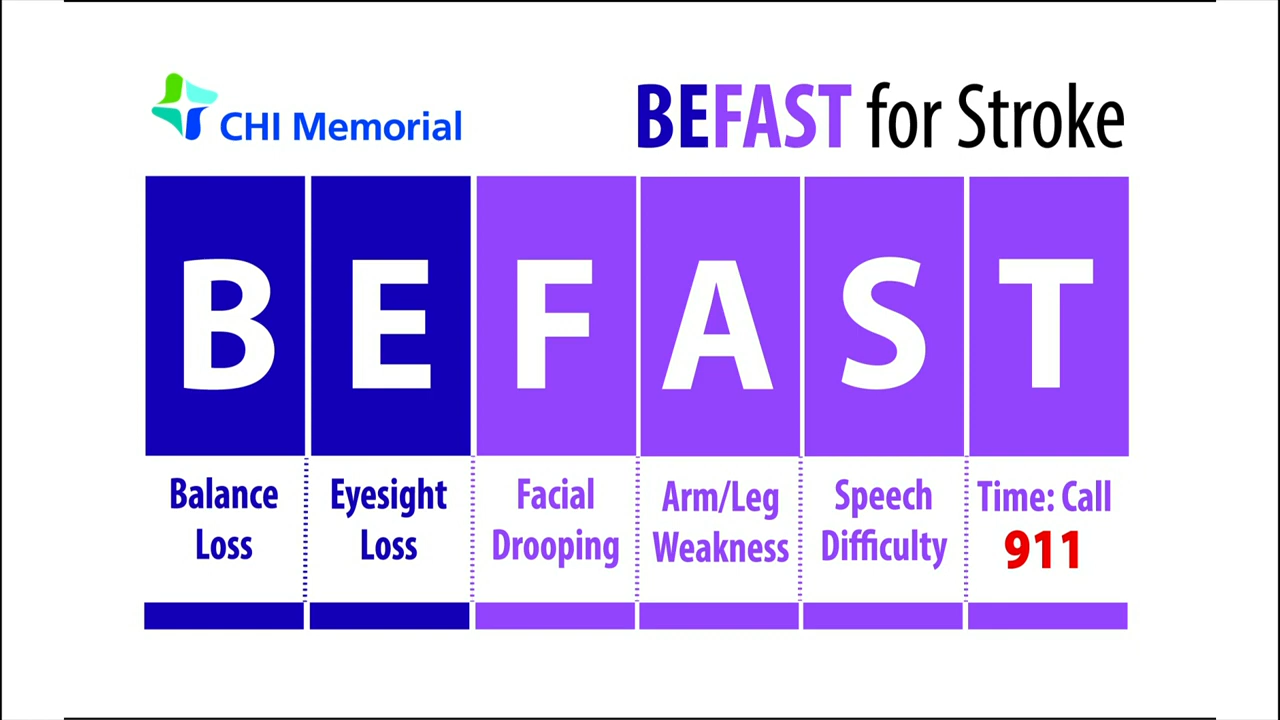 CHI Memorial
BEFAST for Stroke
B E F A S T
Balance
Loss
Eyesight
Loss
Facial
Drooping
Arm/Leg
Weakness
Speech
Difficulty
Time: Call
911